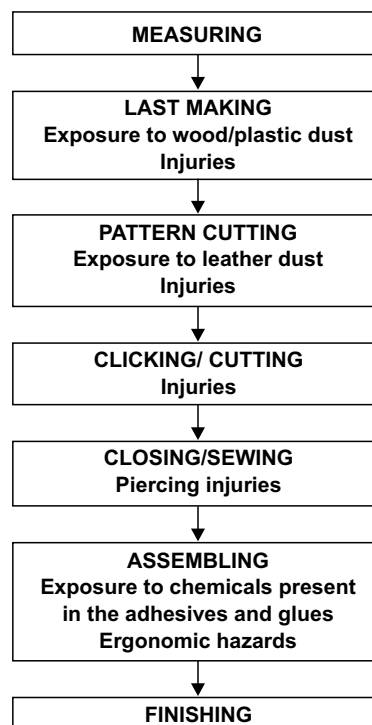 MEASURING
LAST MAKING
Exposure to wood/plastic dust
Injuries
PATTERN CUTTING
Exposure to leather dust
Injuries
CLICKING/ CUTTING
Injuries
CLOSING/SEWING
Piercing injuries
ASSEMBLING
Exposure to chemicals present
in the adhesives and glues
Ergonomic hazards
FINISHING